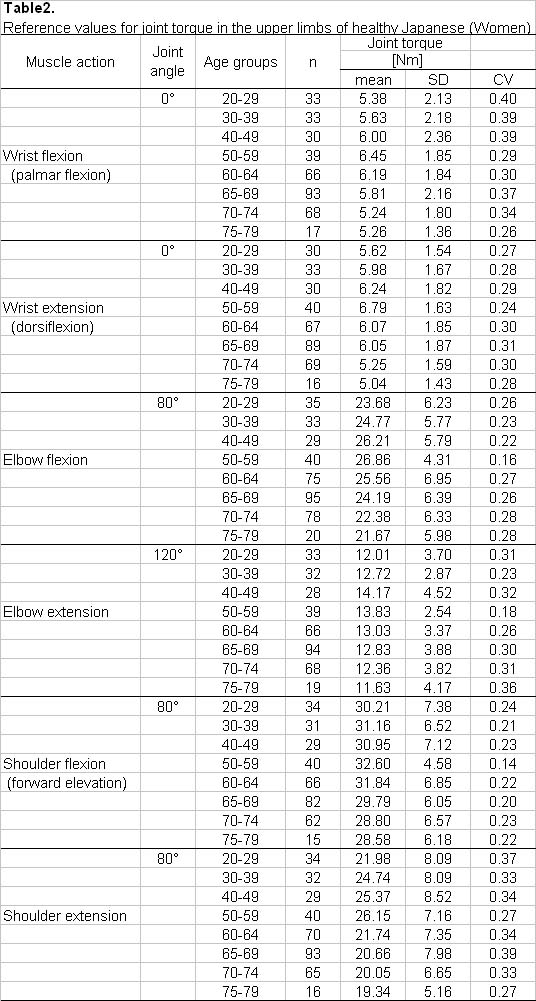 Table2.
Reference values for joint torque in the upper limbs of healthy Japanese (Women)
Muscle action Joint angle Age groups n Joint torque [Nm] mean SD CV
0° 20-29 33 5.38 2.13 0.40
30-39 33 5.63 2.18 0.39
40-49 30 6.00 2.36 0.39
Wrist flexion 50-59 39 6.45 1.85 0.29
(palmar flexion) 60-64 66 6.19 1.84 0.30
65-69 93 5.81 2.16 0.37
70-74 68 5.24 1.80 0.34
75-79 17 5.26 1.36 0.26
0° 20-29 30 5.62 1.54 0.27
30-39 33 5.98 1.67 0.28
40-49 30 6.24 1.82 0.29
Wrist extension 50-59 40 6.79 1.63 0.24
(dorsiflexion) 60-64 67 6.07 1.85 0.30
65-69 89 6.05 1.87 0.31
70-74 69 5.25 1.59 0.30
75-79 16 5.04 1.43 0.28
80° 20-29 35 23.68 6.23 0.26
30-39 33 24.77 5.77 0.23
40-49 29 26.21 5.79 0.22
Elbow flexion 50-59 40 26.86 4.31 0.16
60-64 75 25.56 6.95 0.27
65-69 95 24.19 6.39 0.26
70-74 78 22.38 6.33 0.28
75-79 20 21.67 5.98 0.28
120° 20-29 33 12.01 3.70 0.31
30-39 32 12.72 2.87 0.23
40-49 28 14.17 4.52 0.32
Elbow extension 50-59 39 13.83 2.54 0.18
60-64 66 13.03 3.37 0.26
65-69 94 12.83 3.88 0.30
70-74 68 12.36 3.82 0.31
75-79 19 11.63 4.17 0.36
80° 20-29 34 30.21 7.38 0.24
30-39 31 31.16 6.52 0.21
40-49 29 30.95 7.12 0.23
Shoulder flexion 50-59 40 32.60 4.58 0.14
(forward elevation) 60-64 66 31.84 6.85 0.22
65-69 82 29.79 6.05 0.20
70-74 62 28.80 6.57 0.23
75-79 15 28.58 6.18 0.22
80° 20-29 34 21.98 8.09 0.37
30-39 32 24.74 8.09 0.33
40-49 29 25.37 8.52 0.34
Shoulder extension 50-59 40 26.15 7.16 0.27
60-64 70 21.74 7.35 0.34
65-69 93 20.66 7.98 0.39
70-74 65 20.05 6.65 0.33
75-79 16 19.34 5.16 0.27